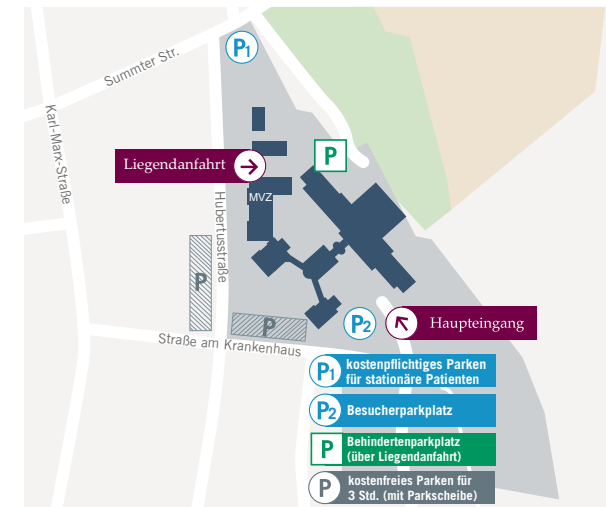 P1
Summter Str.
Karl-Marx-Straße
P
Liegendanfahrt
MVZ
Hubertusstraße
P
P
Straße am Krankenhaus
P2
Haupteingang
P1 kostenpflichtiges Parken
für stationäre Patienten
P2 Besucherparkplatz
P Behindertenparkplatz
(über Liegendanfahrt)
P kostenfreies Parken für
3 Std. (mit Parkscheibe)